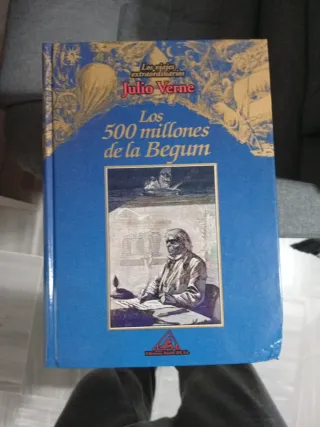 Los viajes
extraordinarios
Julio Verne
Los
500 millones
de la Begum